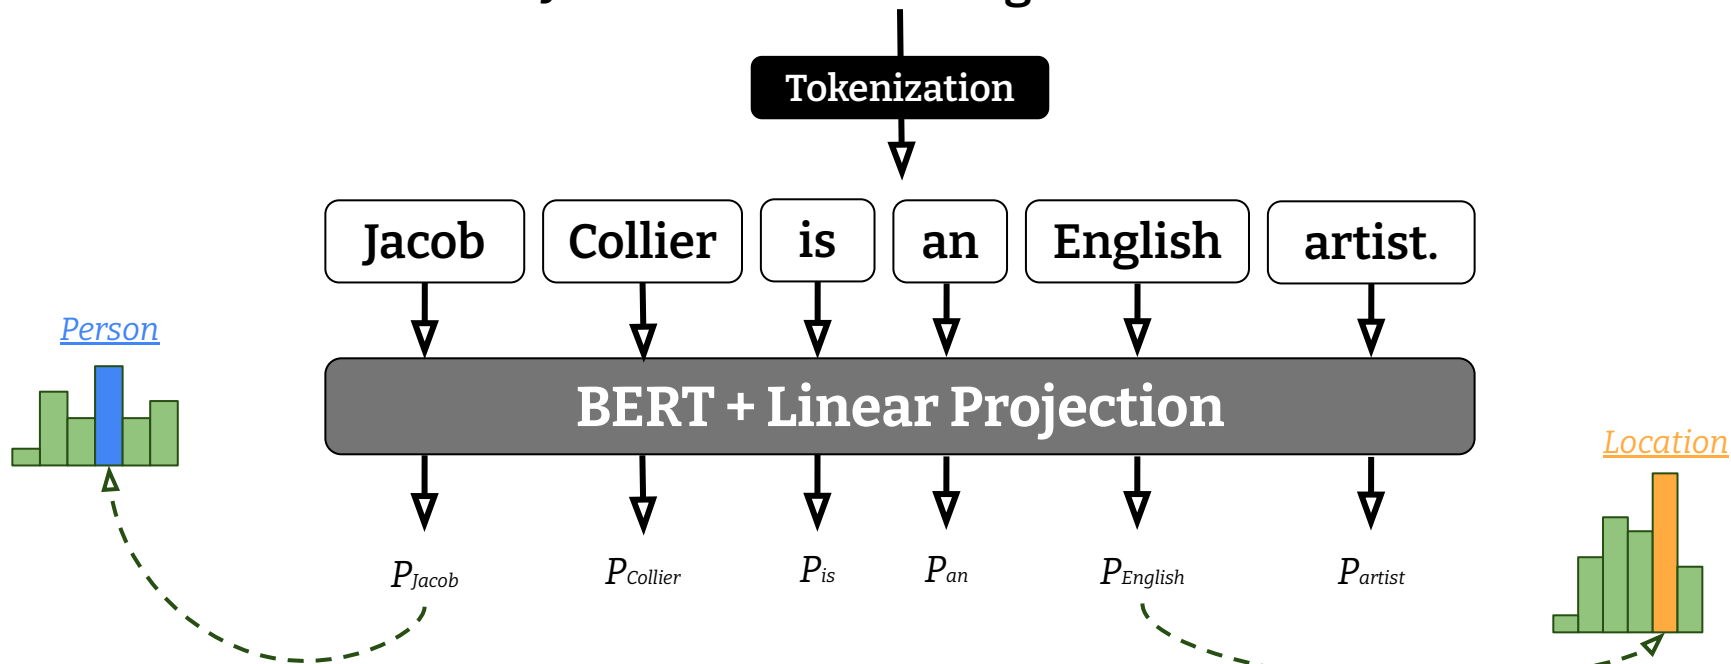 Tokenization
Jacob Collier is an English artist.
Person
BERT + Linear Projection
Location
PJacob PCollier Pis Pan PEnglish Partist